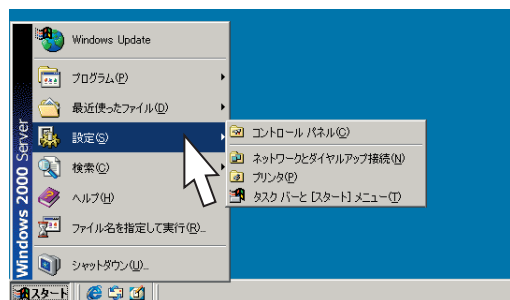 Windows Update
プログラム(P)
最近使ったファイル(D)
設定(S)
検索(C)
ヘルプ(H)
ファイル名を指定して実行(R)...
シャットダウン(U)...
Windows 2000 Server
コントロール パネル(C)
ネットワークとダイヤルアップ接続(N)
プリンタ(P)
タスク バーと [スタート] メニュー(T)
スタート